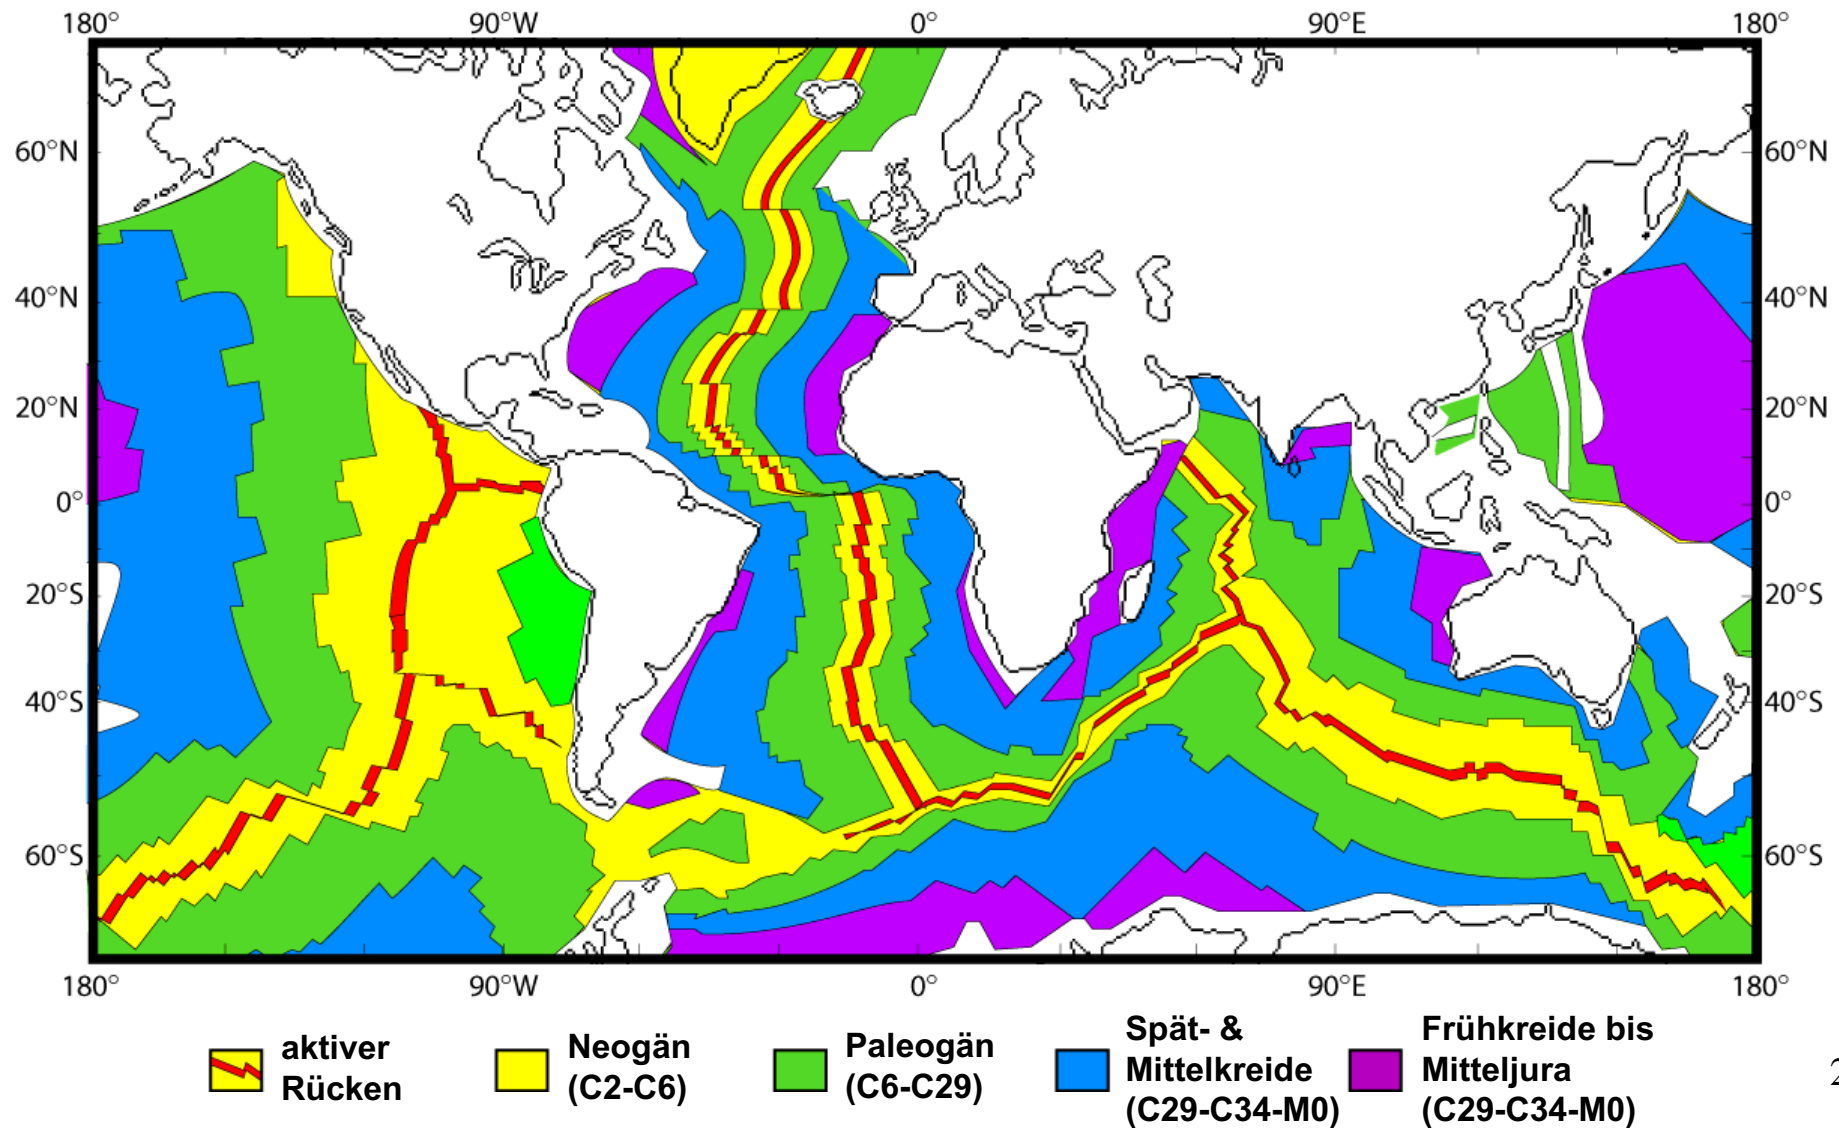 180° 90°W 0° 90°E 180°
60°N 60°N
40°N 40°N
20°N 20°N
0° 0°
20°S 20°S
40°S 40°S
60°S 60°S
180° 90°W 0° 90°E 180°
aktiver
Rücken
Neogän
(C2-C6)
Paleogän
(C6-C29)
Spät- &
Mittelkreide
(C29-C34-M0)
Frühkreide bis
Mitteljura
(C29-C34-M0)